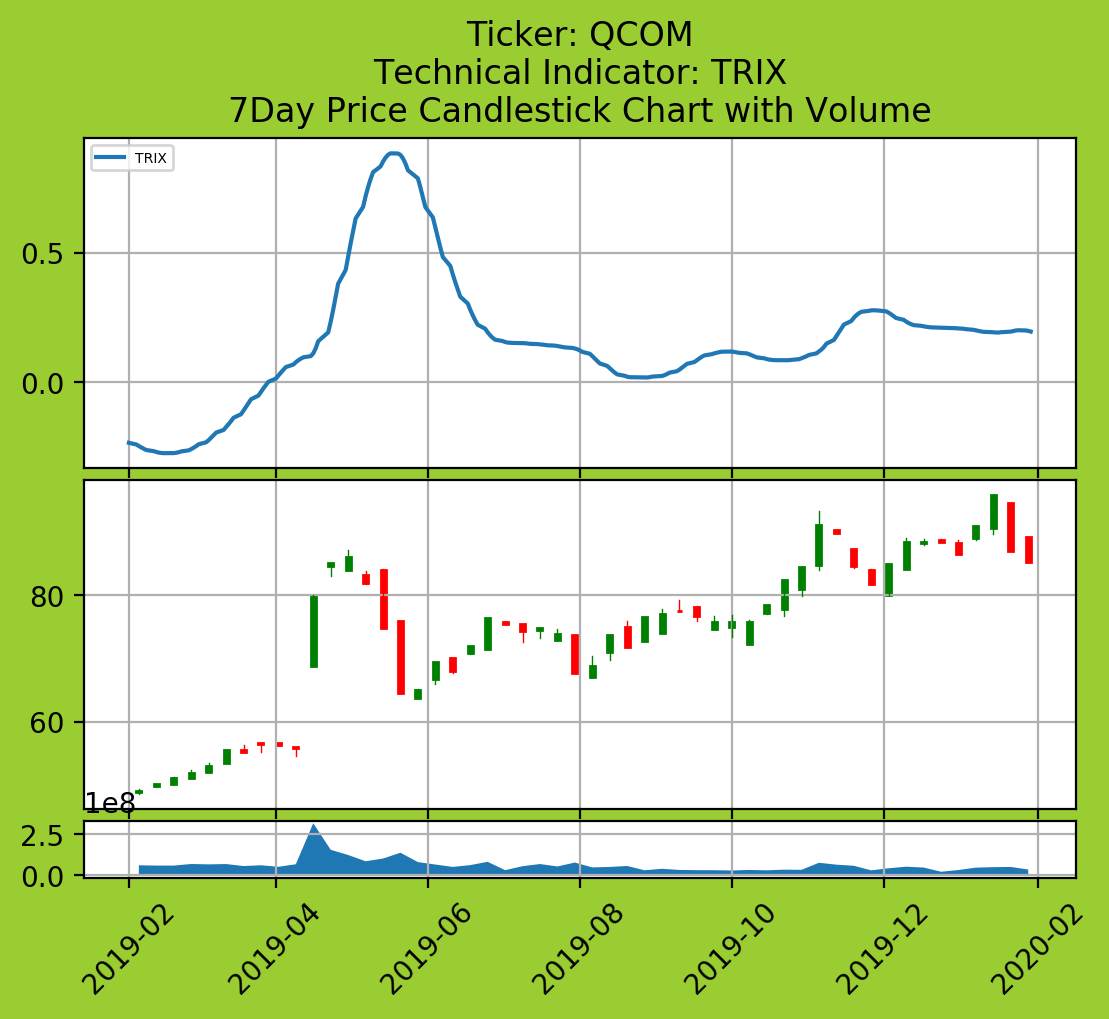 Ticker: QCOM
Technical Indicator: TRIX
7Day Price Candlestick Chart with Volume
TRIX
0.5
0.0
80
60
1e8
2.5
0.0
2019-02
2019-04
2019-06
2019-08
2019-10
2019-12
2020-02